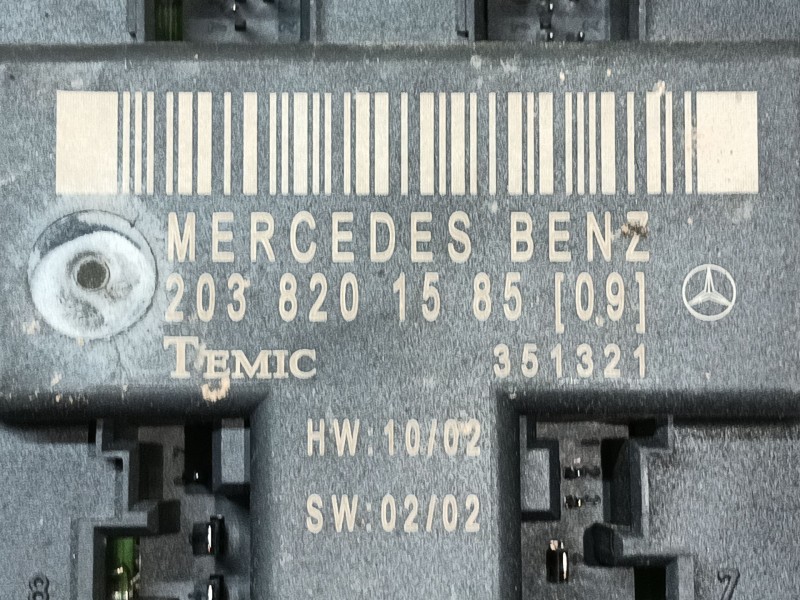 MERCEDES BENZ
203 820 15 85 [09]
TEMIC 351321
HW:10/02
SW:02/02